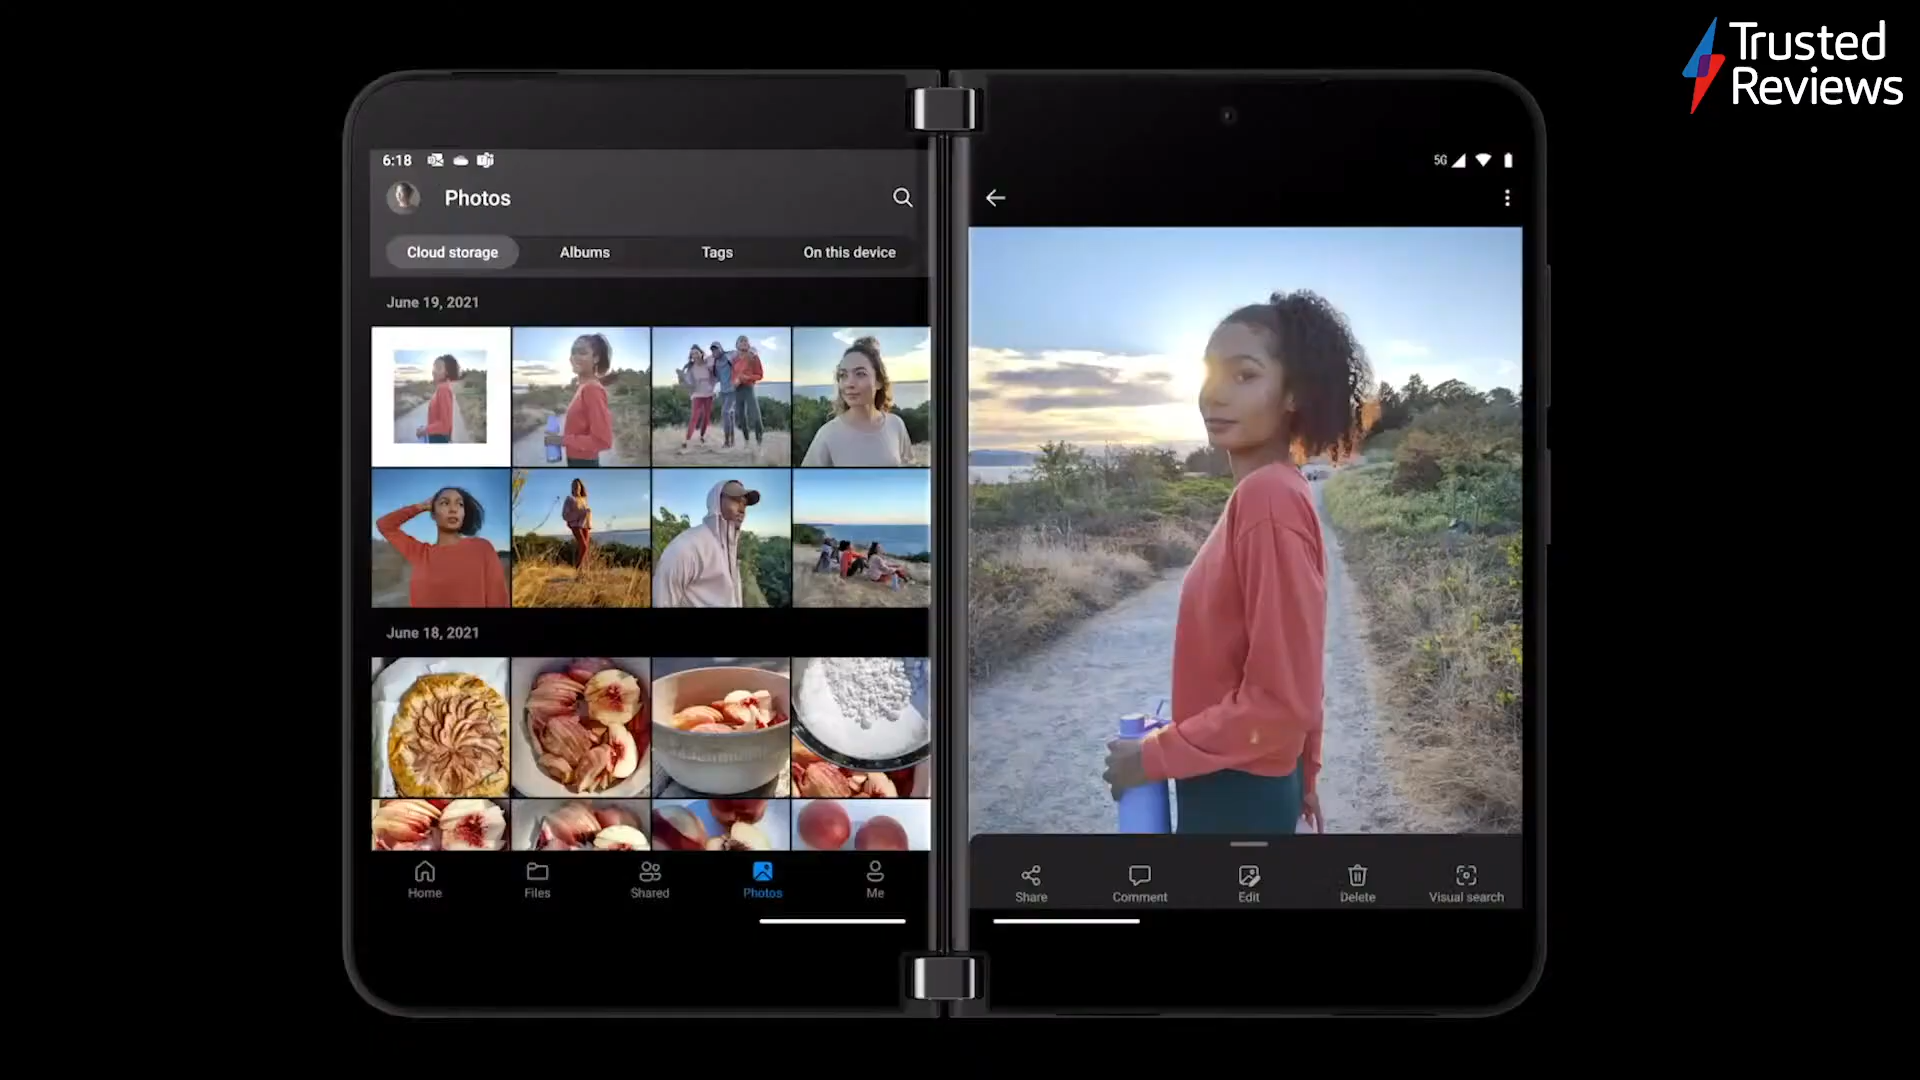 Trusted
Reviews
6:18
5G
Photos
Cloud storage
Albums
Tags
On this device
June 19, 2021
June 18, 2021
Home
Files
Shared
Photos
Me
Share
Comment
Edit
Delete
Visual search